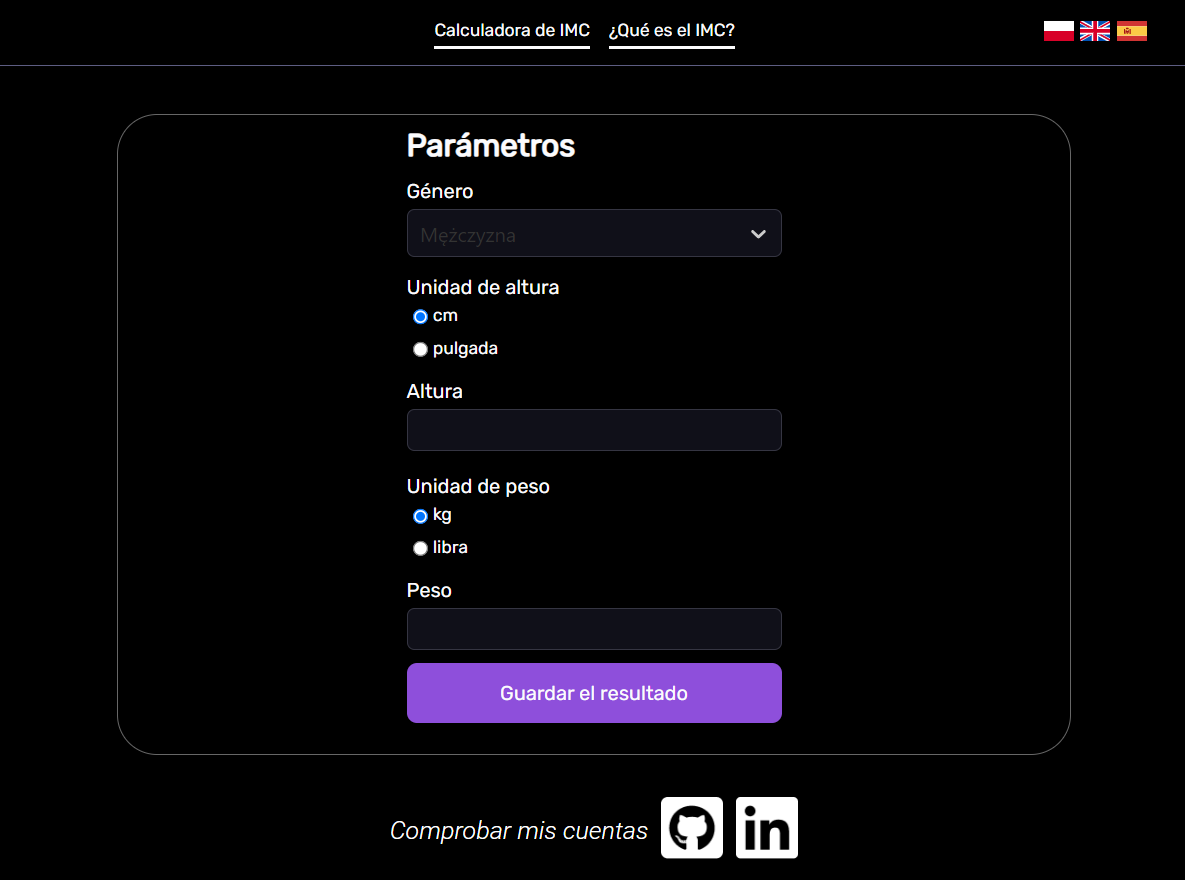 Calculadora de IMC ¿Qué es el IMC?
Parámetros
Género
Mężczyzna
Unidad de altura
cm
pulgada
Altura
Unidad de peso
kg
libra
Peso
Guardar el resultado
Comprobar mis cuentas in